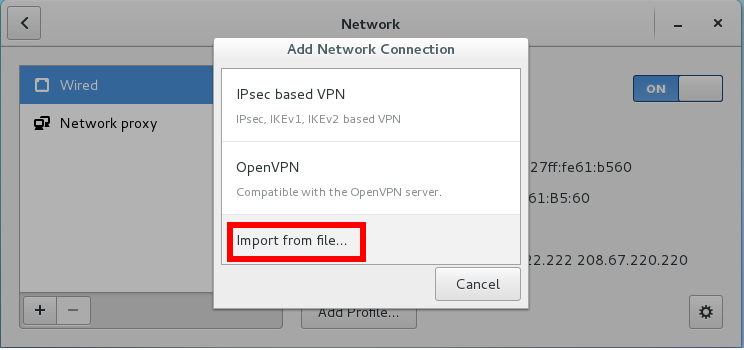 Network
Add Network Connection
Wired
Network proxy
IPsec based VPN
IPsec, IKEv1, IKEv2 based VPN
OpenVPN
Compatible with the OpenVPN server.
Import from file...
Cancel
ON
27ff:fe61:b560
61:B5:60
22.222 208.67.220.220
+ −
Add Profile...